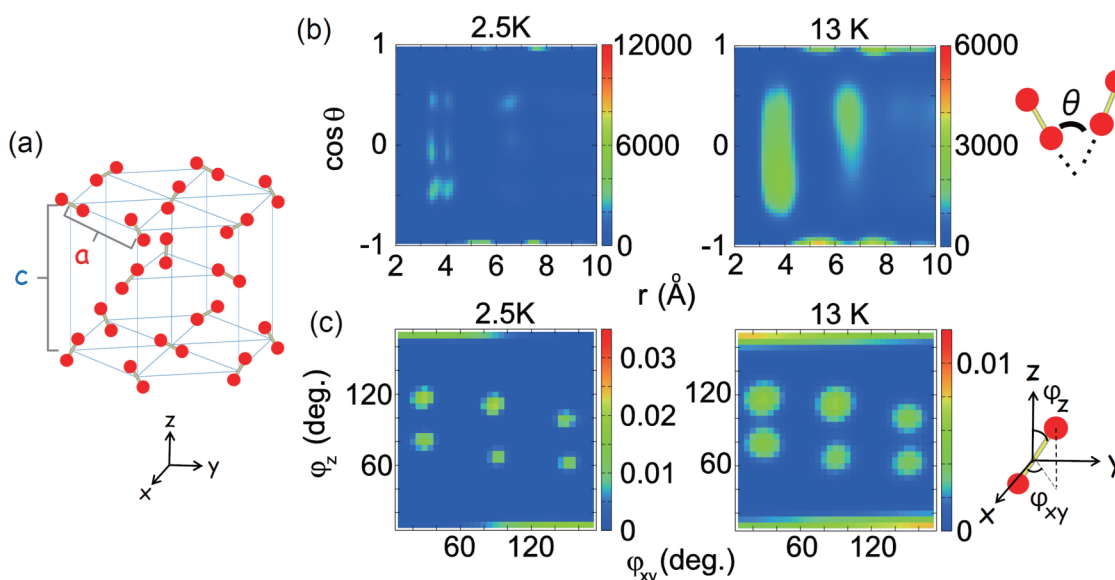 (a)
c
a
z
y
x
(b)
2.5K
13 K
cos θ
1
0
-1
2 4 6 8 10
12000
6000
0
1
0
-1
2 4 6 8 10
6000
3000
0
r (Å)
θ
(c)
2.5K
13 K
φz (deg.)
120
60
60 120
0.03
0.02
0.01
0
120
60
60 120
0.01
0
φxy(deg.)
z
φz
y
x
φxy